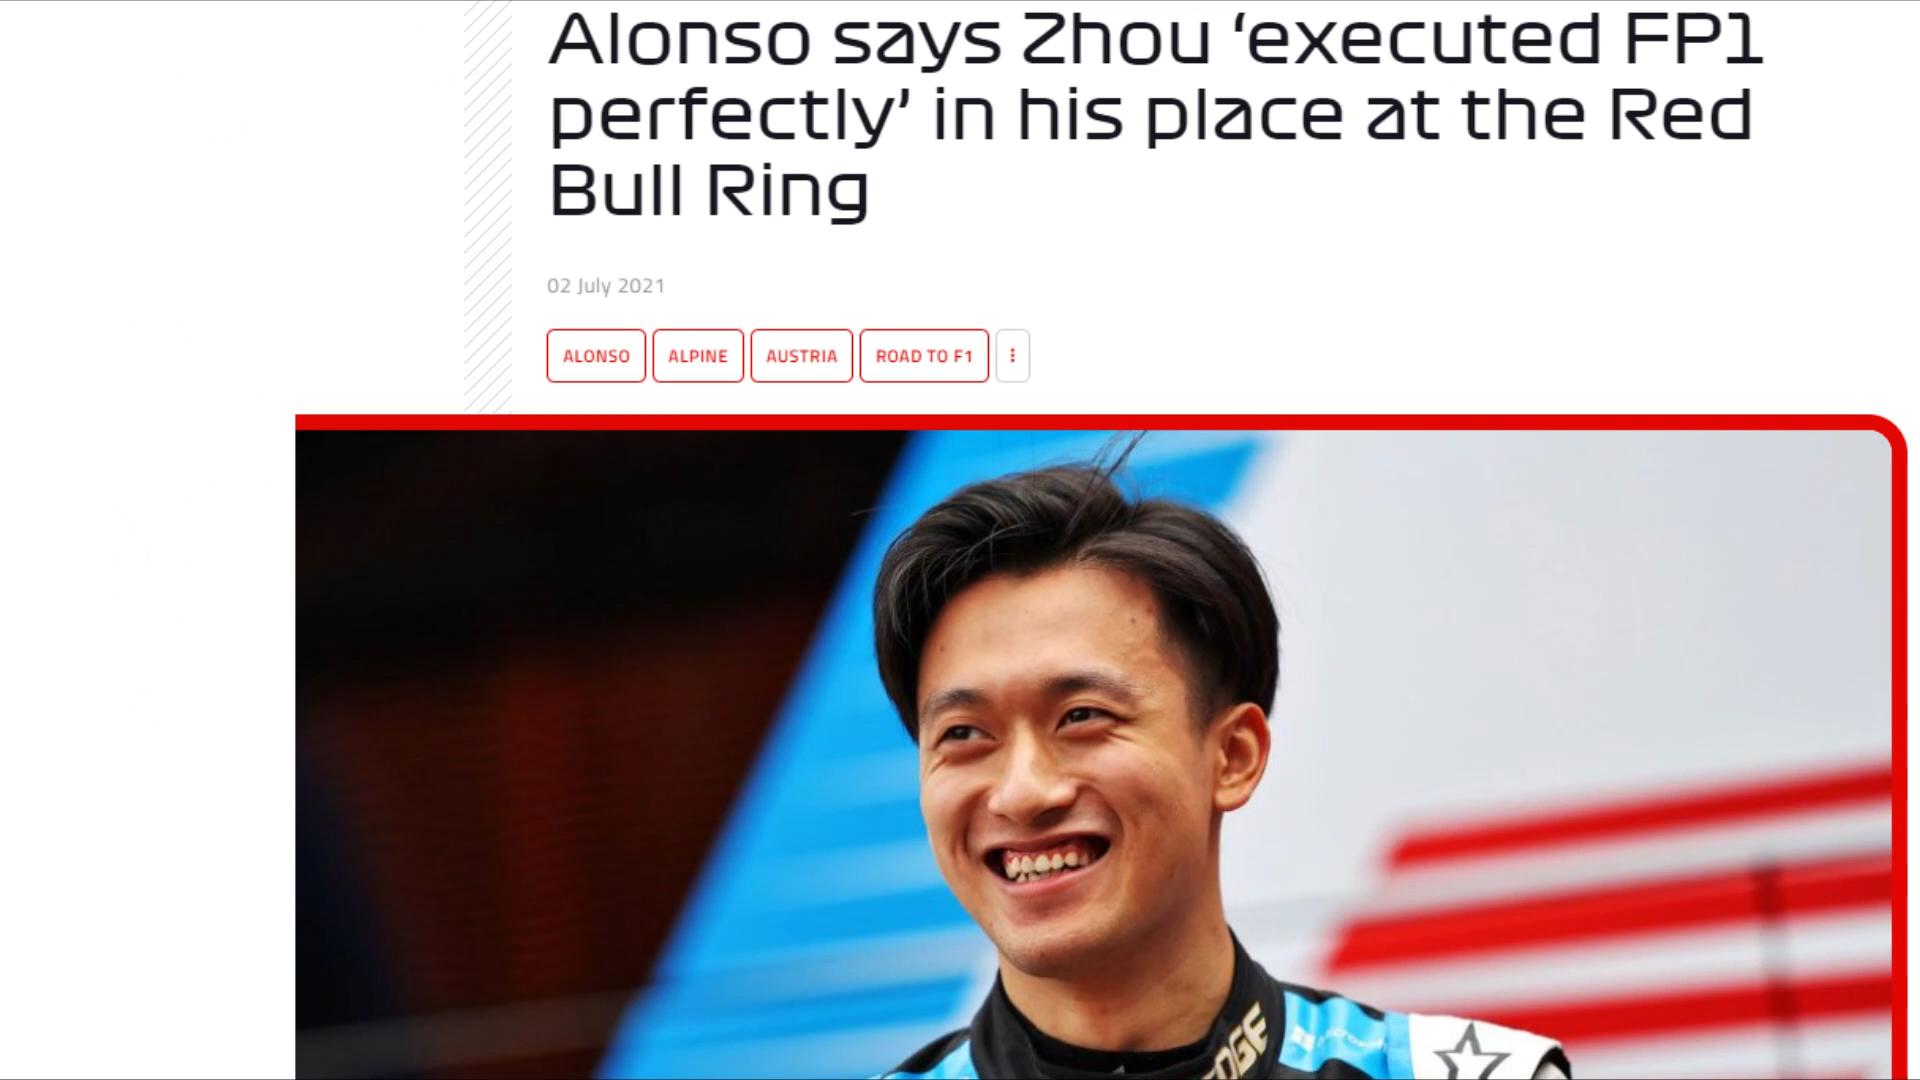 Alonso says Zhou ‘executed FP1
perfectly’ in his place at the Red
Bull Ring
02 July 2021
ALONSO
ALPINE
AUSTRIA
ROAD TO F1